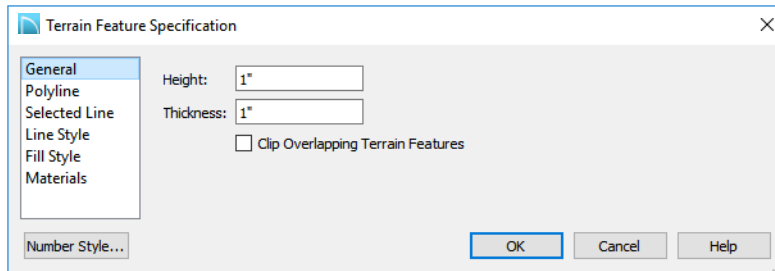 Terrain Feature Specification
General
Polyline
Selected Line
Line Style
Fill Style
Materials
Height: 1"
Thickness: 1"
Clip Overlapping Terrain Features
Number Style... OK Cancel Help